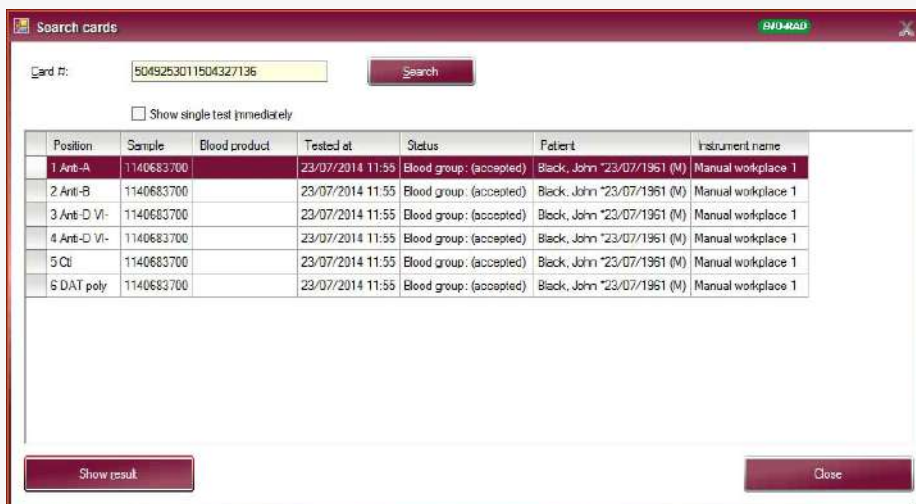 Search cards
BIO-RAD
Card #: 5049253011504327136 Search
Show single test immediately
Position Sample Blood product Tested at Status Patient Instrument name
1 Anti-A 1140683700 23/07/2014 11:55 Blood group: (accepted) Black, John *23/07/1961 (M) Manual workplace 1
2 Anti-B 1140683700 23/07/2014 11:55 Blood group: (accepted) Black, John *23/07/1961 (M) Manual workplace 1
3 Anti-D VI- 1140683700 23/07/2014 11:55 Blood group: (accepted) Black, John *23/07/1961 (M) Manual workplace 1
4 Anti-D VI- 1140683700 23/07/2014 11:55 Blood group: (accepted) Black, John *23/07/1961 (M) Manual workplace 1
5 Ctl 1140683700 23/07/2014 11:55 Blood group: (accepted) Black, John *23/07/1961 (M) Manual workplace 1
6 DAT poly 1140683700 23/07/2014 11:55 Blood group: (accepted) Black, John *23/07/1961 (M) Manual workplace 1
Show result Close